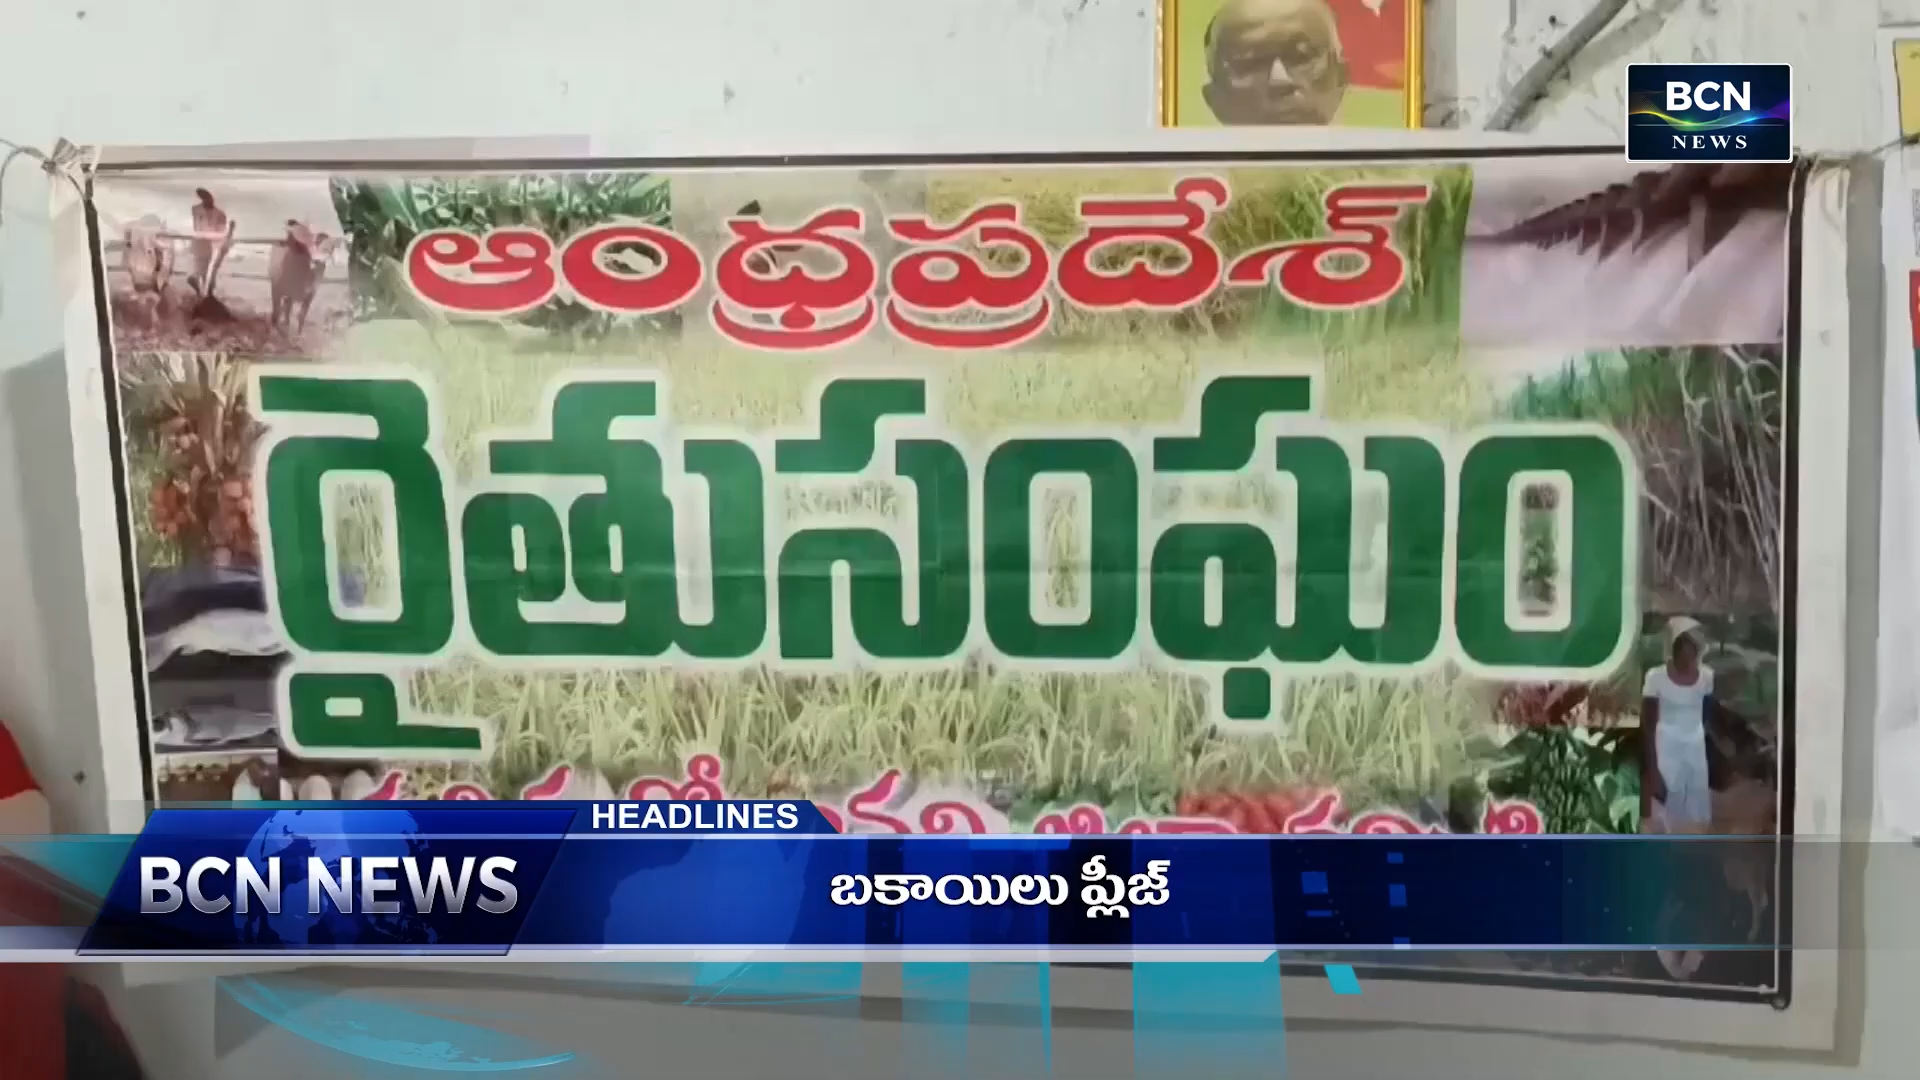 BCN
NEWS
ఆంధ్రప్రదేశ్
రైతుసంఘం
HEADLINES
BCN NEWS
బకాయిలు ప్లీజ్